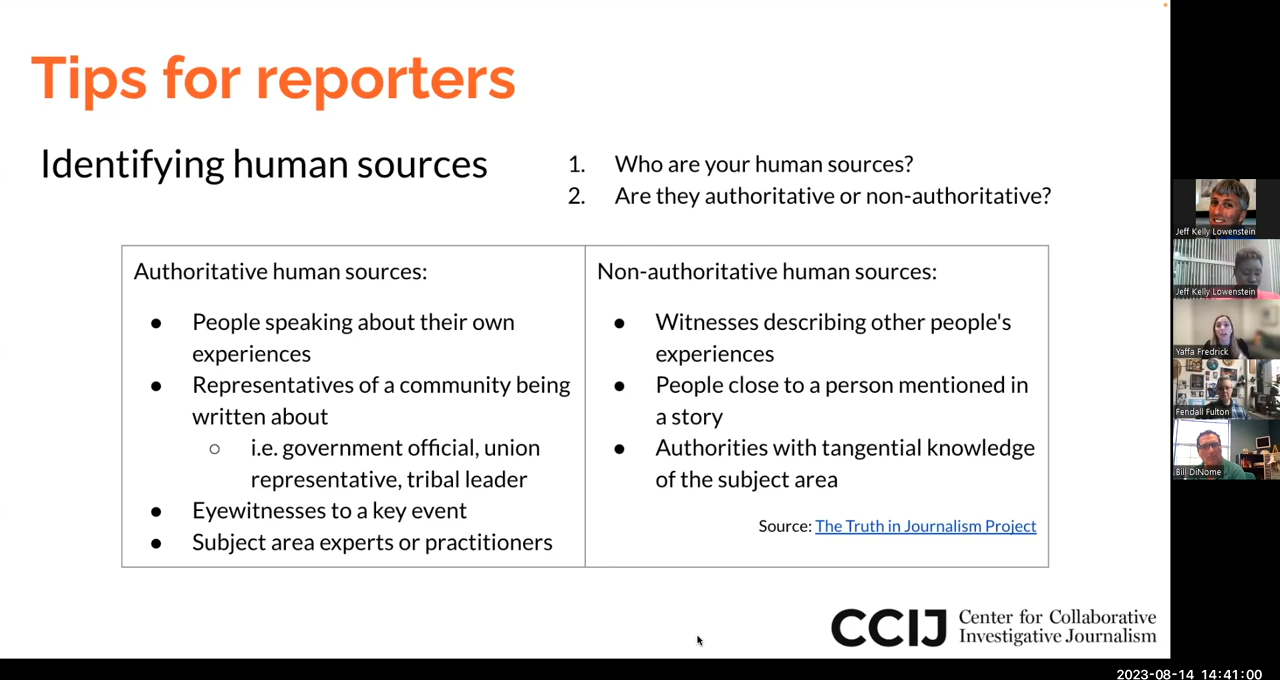 Tips for reporters
Identifying human sources
1. Who are your human sources?
2. Are they authoritative or non-authoritative?
Authoritative human sources:
● People speaking about their own
experiences
● Representatives of a community being
written about
○ i.e. government official, union
representative, tribal leader
● Eyewitnesses to a key event
● Subject area experts or practitioners
Non-authoritative human sources:
● Witnesses describing other people's
experiences
● People close to a person mentioned in
a story
● Authorities with tangential knowledge
of the subject area
Source: The Truth in Journalism Project
CCIJ
Center for Collaborative
Investigative Journalism
Jeff Kelly Lowenstein
Jeff Kelly Lowenstein
Yaffa Fredrick
Fendall Fulton
Bill DiNome
2023-08-14 14:41:00